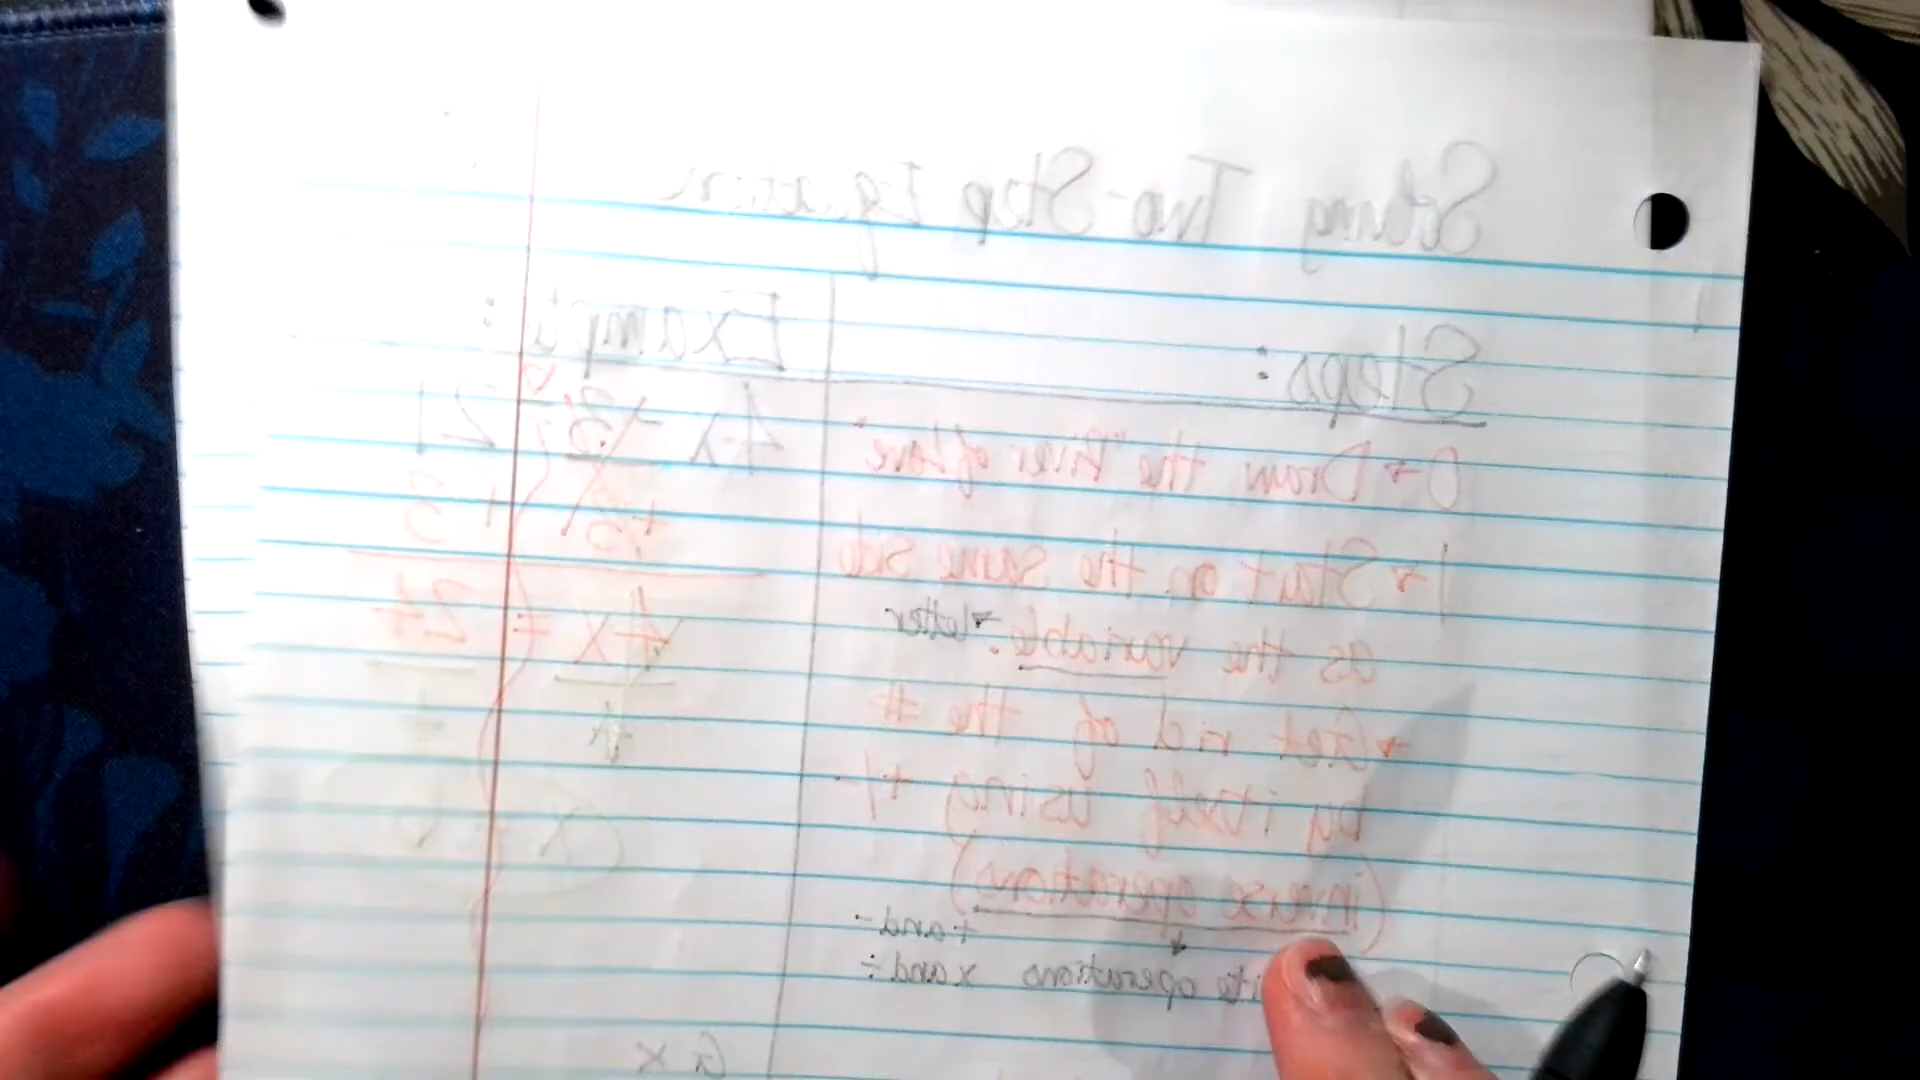 Solving Two-Step Equations
Steps:
0→ Draw the "River of Love"
1→ Start on the same side
as the variable. → letter
→ Get rid of the #
by itself using +/-
(inverse operations)
+ and -
operations x and ÷
Example:
4x - 3 = 21
+3 +3
4x = 24
4 4
x
6x